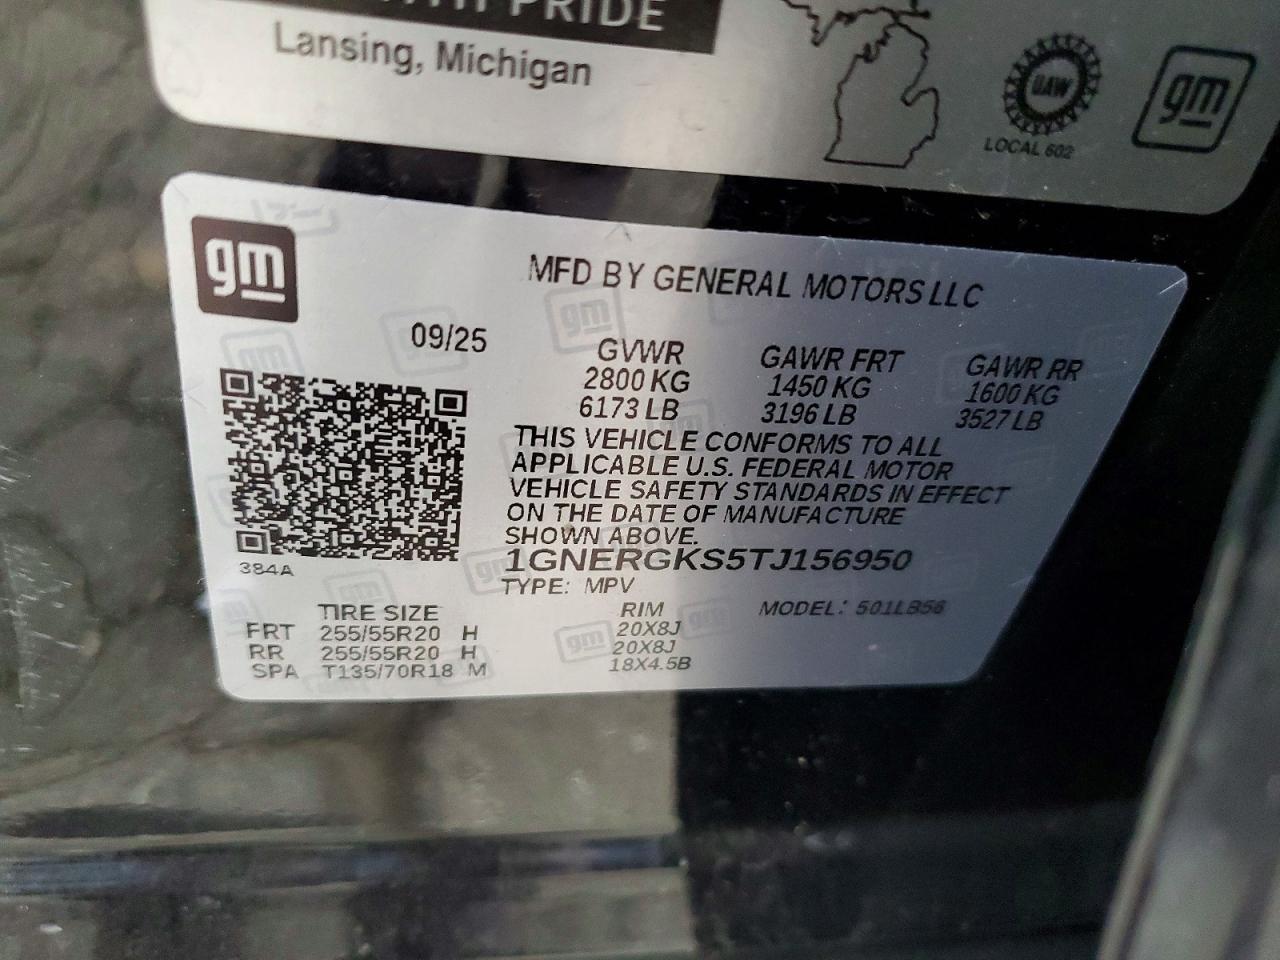 PRIDE
Lansing, Michigan
UAW
LOCAL 602
gm
gm
MFD BY GENERAL MOTORS LLC
09/25
GVWR GAWR FRT GAWR RR
2800 KG 1450 KG 1600 KG
6173 LB 3196 LB 3527 LB
THIS VEHICLE CONFORMS TO ALL
APPLICABLE U.S. FEDERAL MOTOR
VEHICLE SAFETY STANDARDS IN EFFECT
ON THE DATE OF MANUFACTURE
SHOWN ABOVE.
1GNERGKS5TJ156950
384A
TYPE: MPV
TIRE SIZE RIM MODEL: 501LB56
FRT 255/55R20 H 20X8J
RR 255/55R20 H 20X8J
SPA T135/70R18 M 18X4.5B